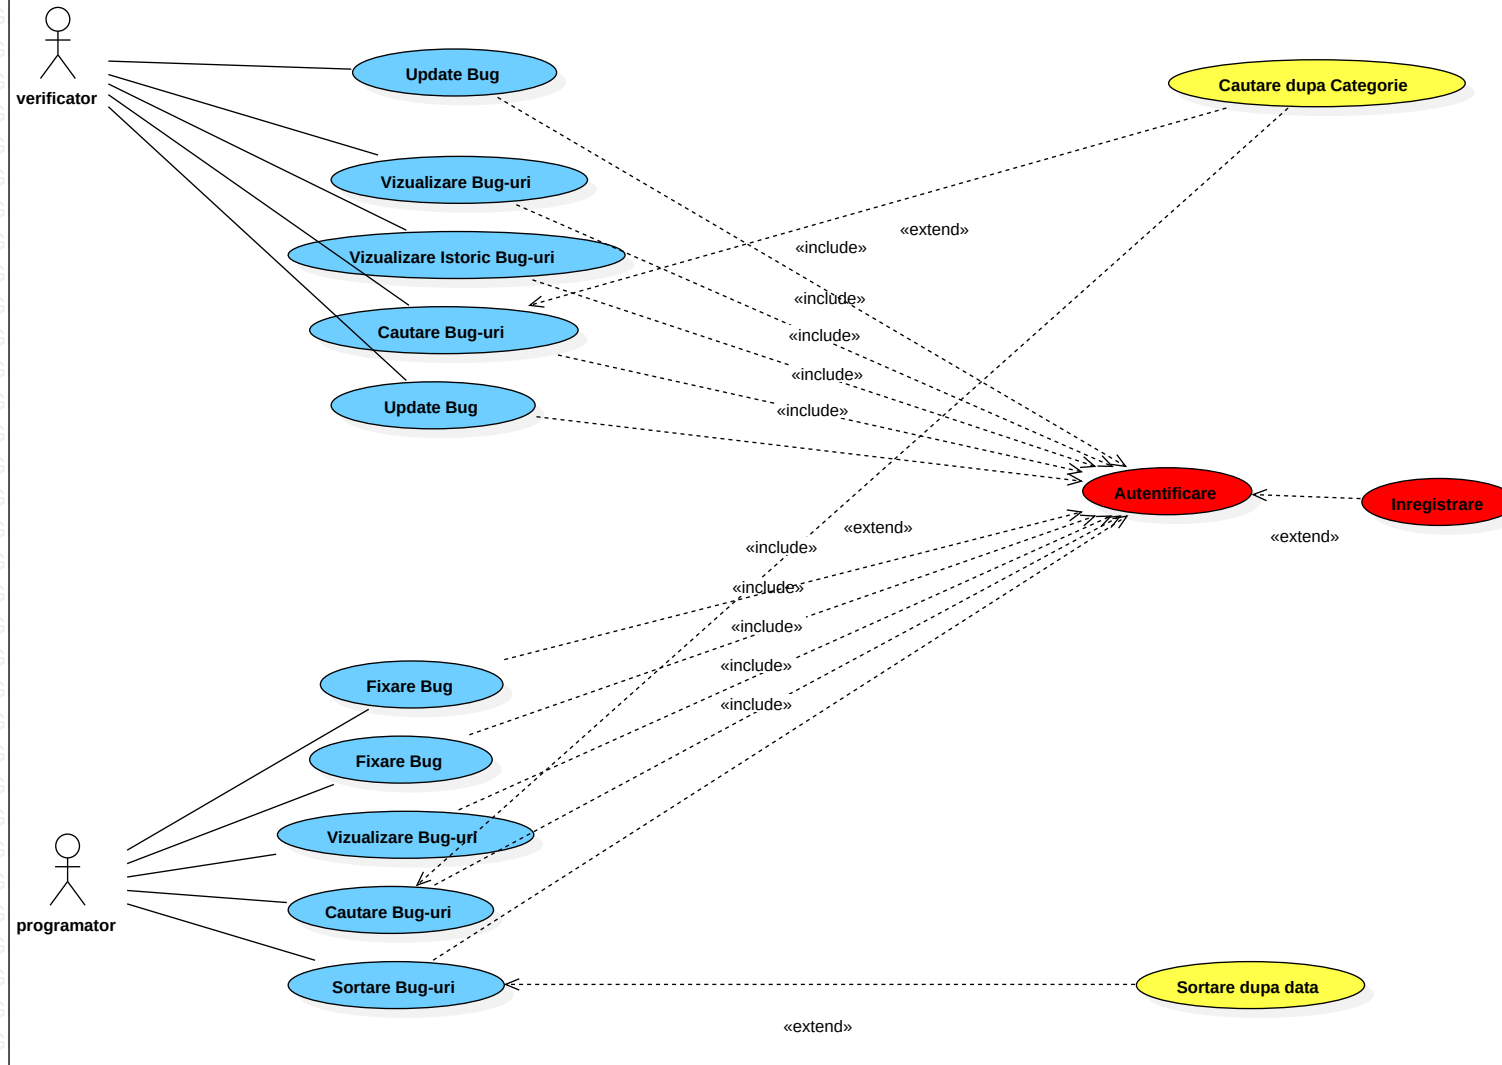 verificator
Update Bug
Cautare dupa Categorie
Vizualizare Bug-uri
«extend»
«include»
Vizualizare Istoric Bug-uri
«include»
Cautare Bug-uri
«include»
«include»
Update Bug
«include»
Autentificare
Inregistrare
«extend»
«extend»
«include»
«include»
«include»
«include»
«include»
Fixare Bug
Fixare Bug
Vizualizare Bug-uri
Cautare Bug-uri
programator
Sortare Bug-uri
Sortare dupa data
«extend»